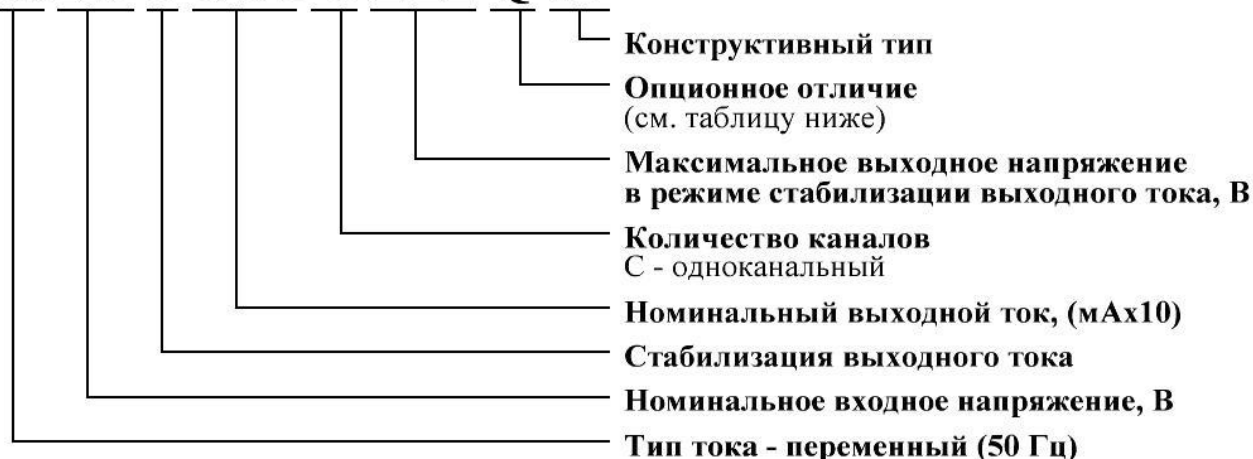 Конструктивный тип
Опционное отличие
(см. таблицу ниже)
Максимальное выходное напряжение
в режиме стабилизации выходного тока, В
Количество каналов
С - одноканальный
Номинальный выходной ток, (мАх10)
Стабилизация выходного тока
Номинальное входное напряжение, В
Тип тока - переменный (50 Гц)